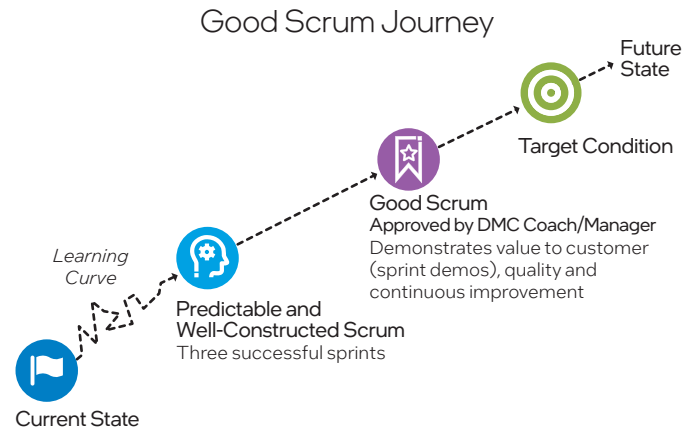 Good Scrum Journey
Future
State
Target Condition
Good Scrum
Approved by DMC Coach/Manager
Demonstrates value to customer
(sprint demos), quality and
continuous improvement
Learning
Curve
Predictable and
Well-Constructed Scrum
Three successful sprints
Current State